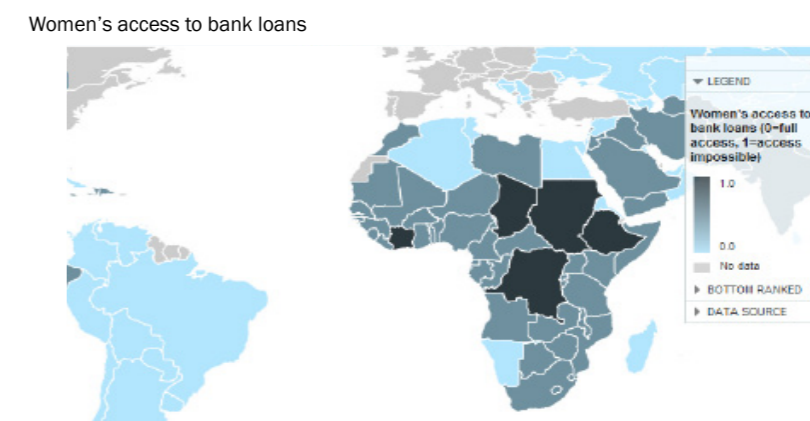 Women's access to bank loans
LEGEND
Women's access to
bank loans (0=full
access, 1=access
impossible)
1.0
0.0
No data
BOTTOM RANKED
DATA SOURCE